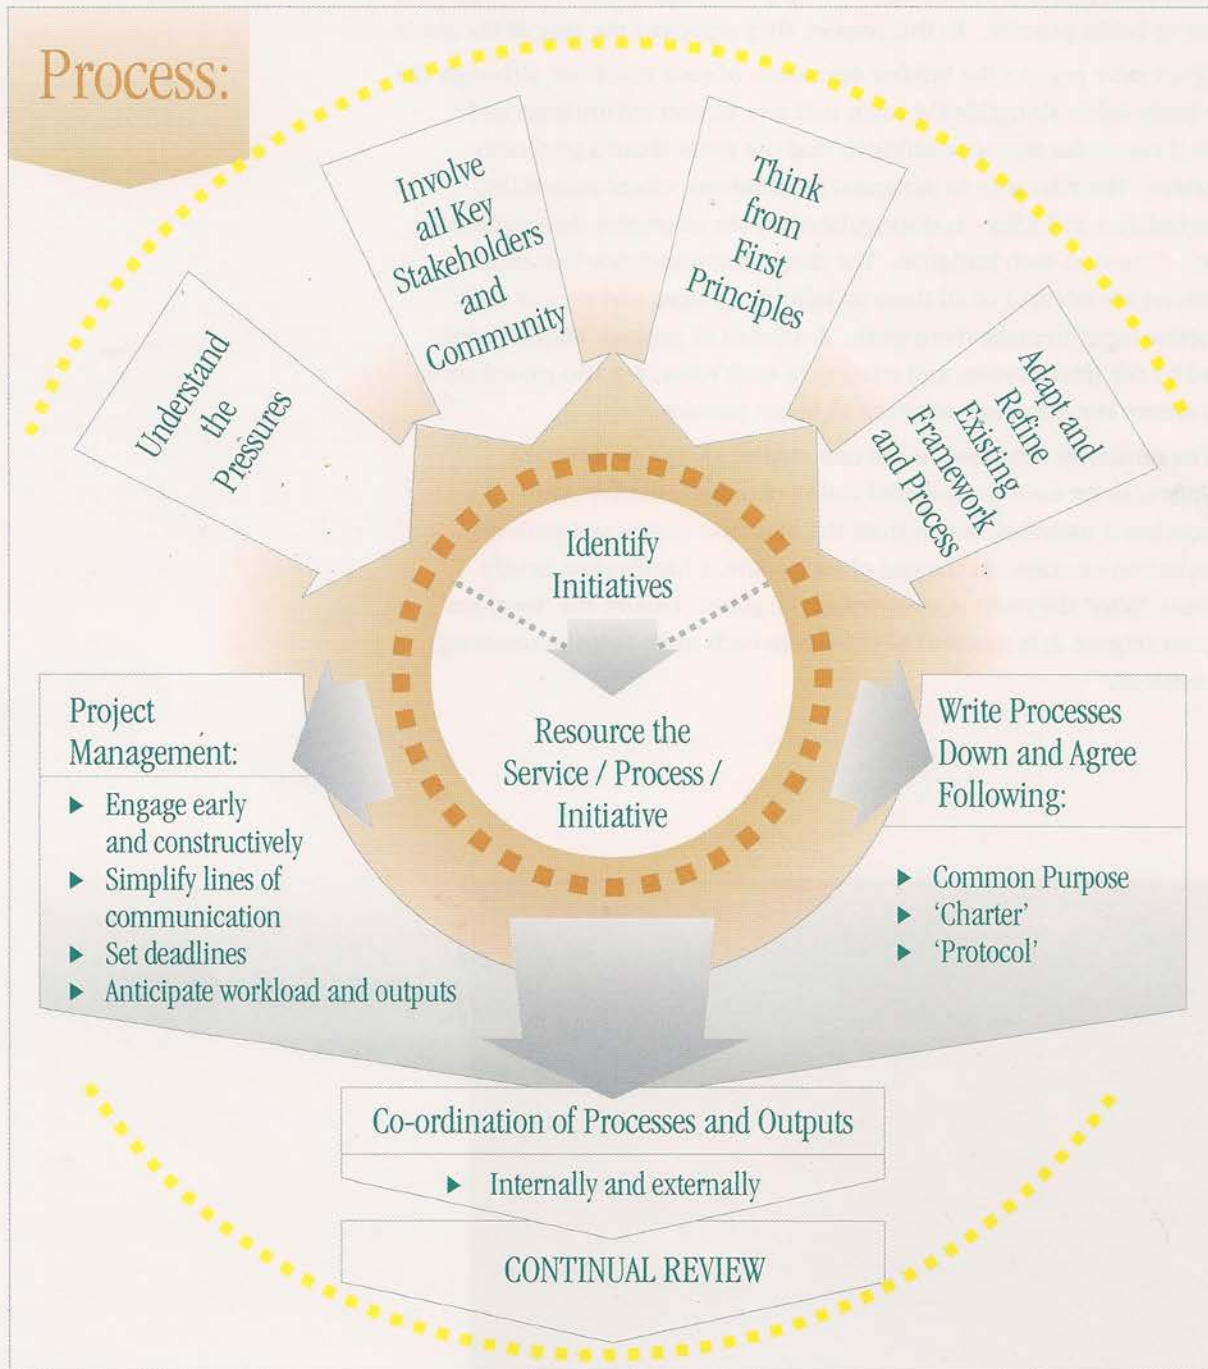 Process:
Understand
the
Pressures
Involve
all Key
Stakeholders
and
Community
Think
from
First
Principles
Adapt and
Refine
Existing
Framework
and Process
Identify
Initiatives
Resource the
Service / Process /
Initiative
Project
Management:
▶ Engage early
and constructively
▶ Simplify lines of
communication
▶ Set deadlines
▶ Anticipate workload and outputs
Write Processes
Down and Agree
Following:
▶ Common Purpose
▶ ‘Charter’
▶ ‘Protocol’
Co-ordination of Processes and Outputs
▶ Internally and externally
CONTINUAL REVIEW